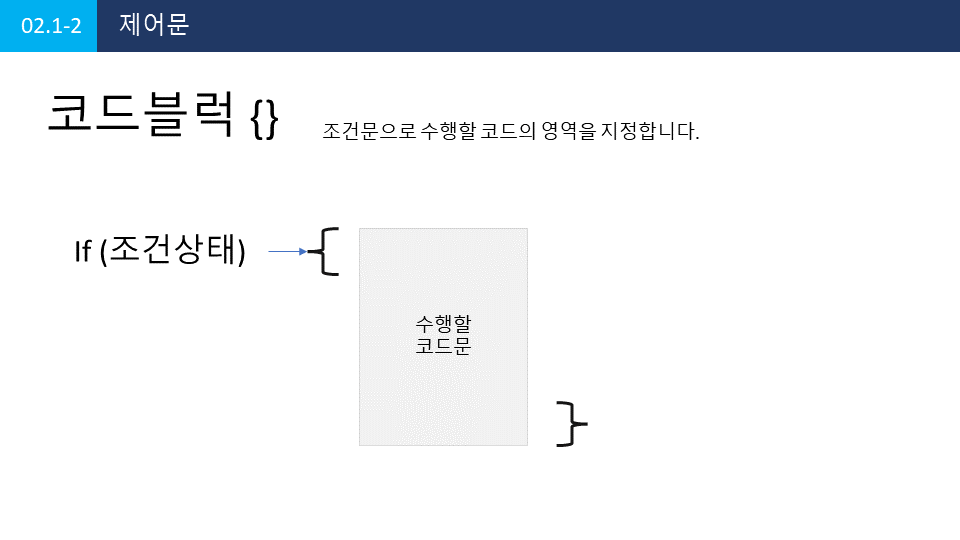 02.1-2 제어문
코드블럭 {}
조건문으로 수행할 코드의 영역을 지정합니다.
If (조건상태) {
수행할
코드문
}